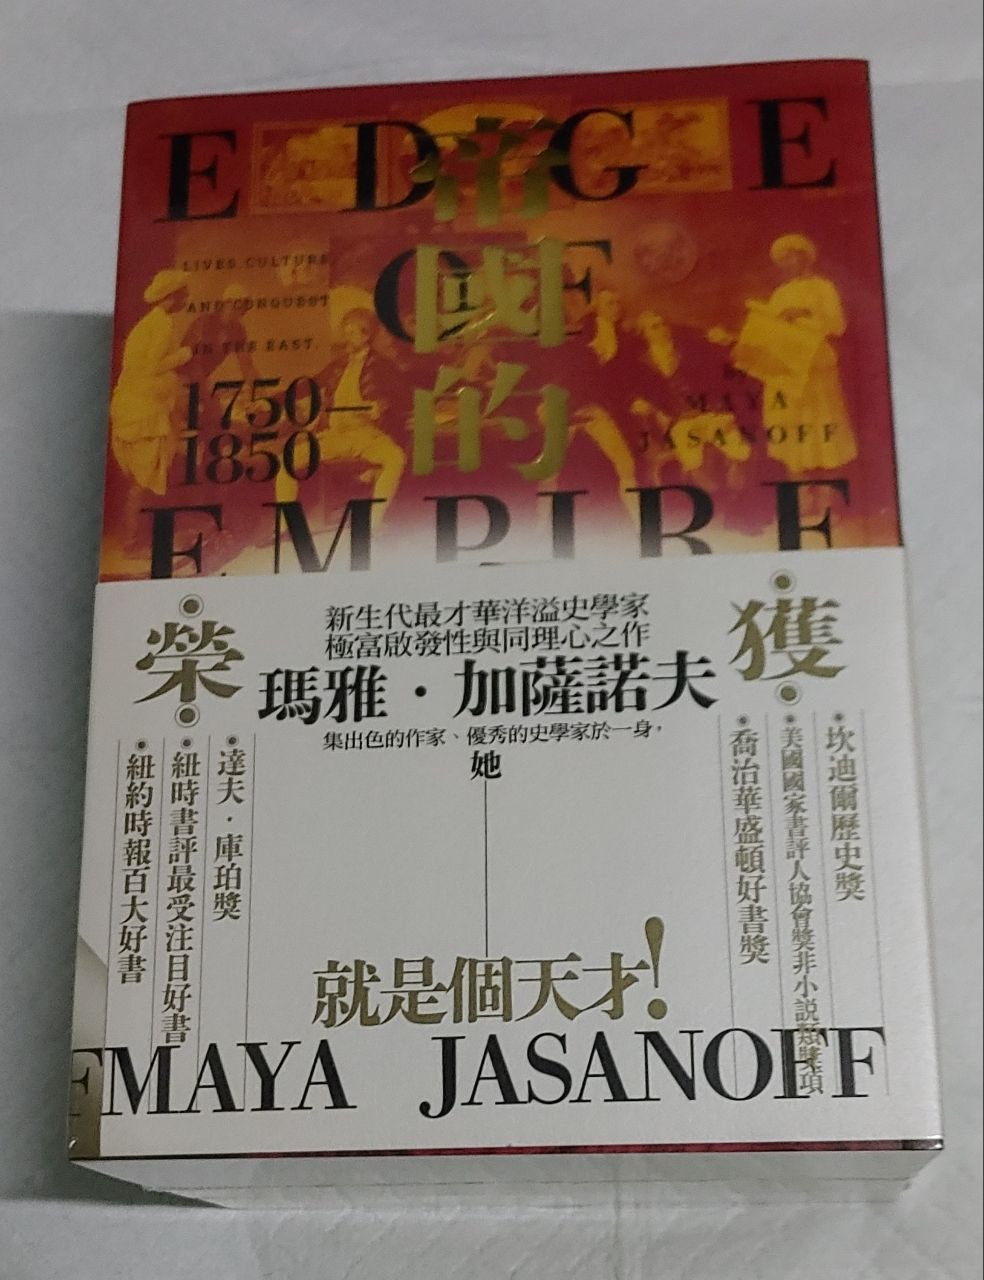 EDGE
OF
EMPIRE
帝國的
LIVES, CULTURE
AND CONQUEST
IN THE EAST,
1750—
1850
MAYA
JASANOFF
榮
獲
新生代最才華洋溢史學家
極富啟發性與同理心之作
瑪雅・加薩諾夫
集出色的作家、優秀的史學家於一身，
她
就是個天才！
坎迪爾歷史獎
美國國家書評人協會獎非小說類獎項
喬治華盛頓好書獎
達夫・庫珀獎
紐時書評最受注目好書
紐約時報百大好書
MAYA JASANOFF